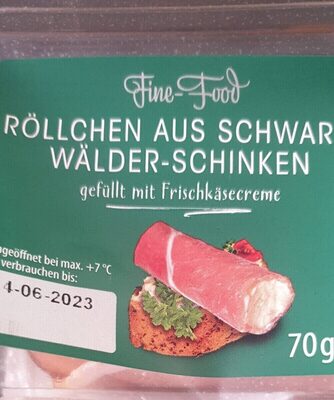 Fine-Food
RÖLLCHEN AUS SCHWAR
WÄLDER-SCHINKEN
gefüllt mit Frischkäsecreme
geöffnet bei max. +7 °C
verbrauchen bis:
4-06-2023
70g